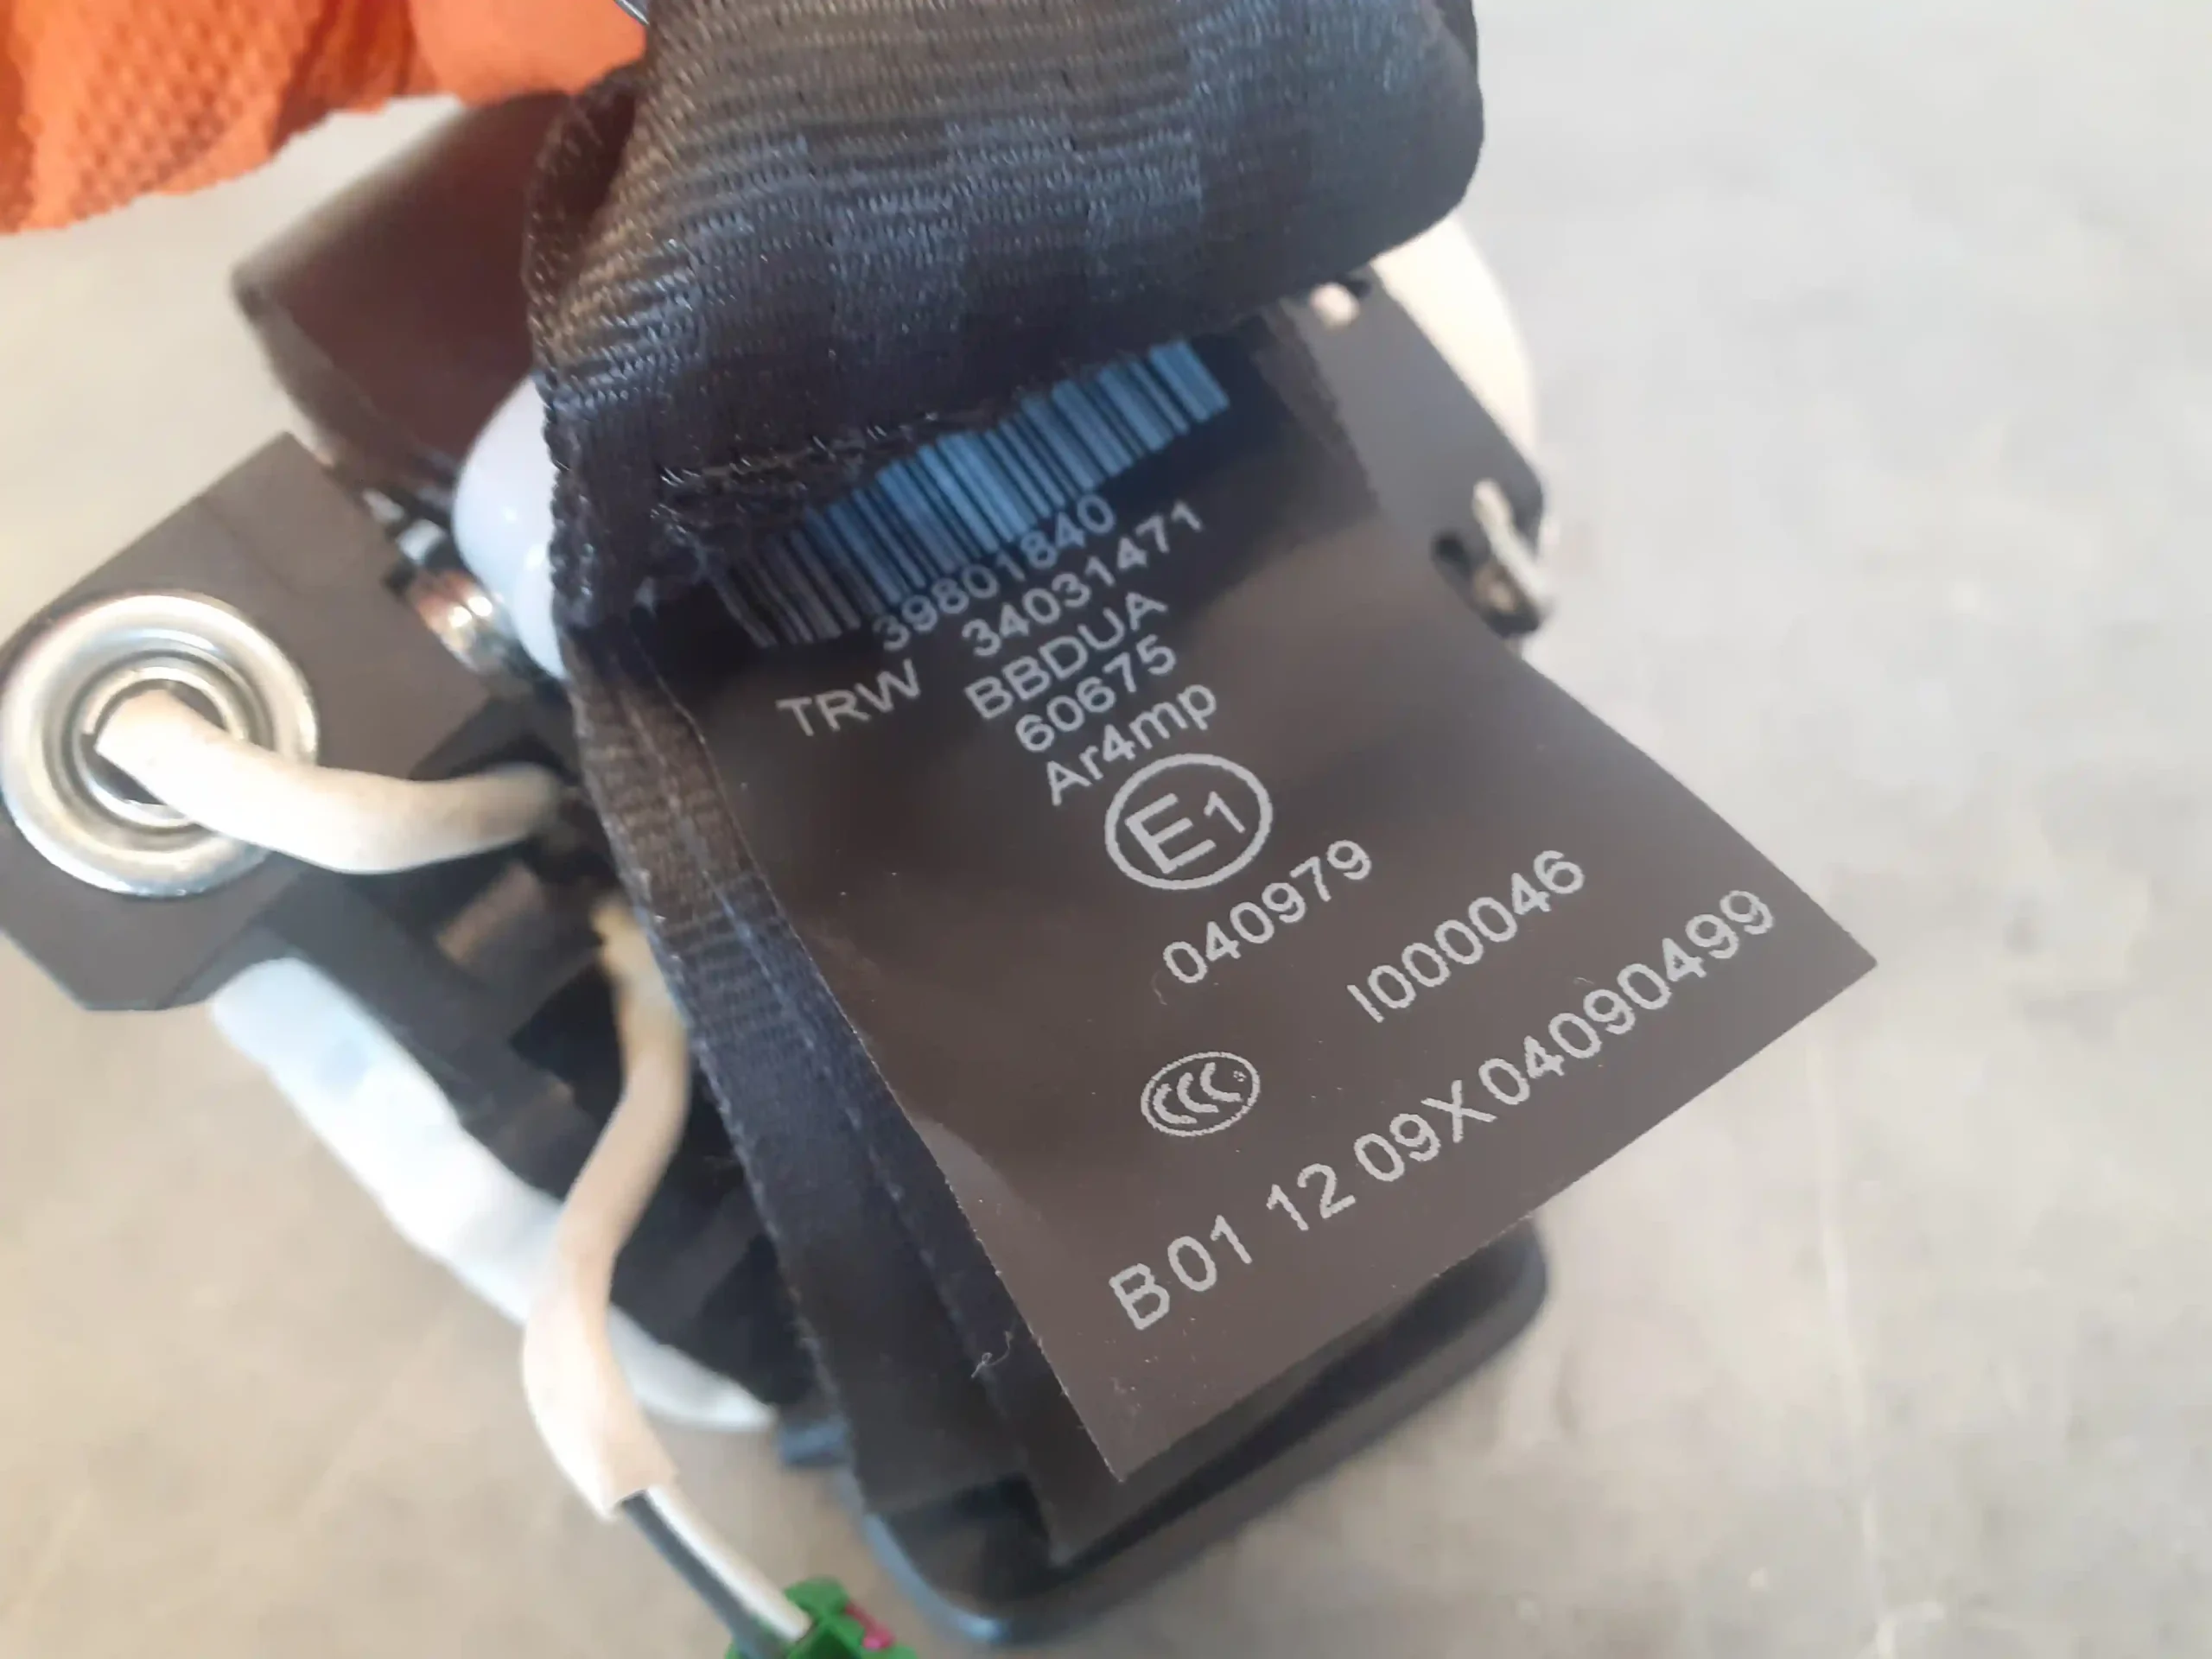 39801840
TRW 34031471
BBDUA
60675
Ar4mp
E1
040979
I000046
CCC
B01 12 09X04090499